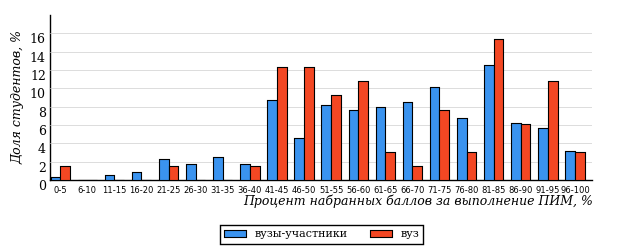 Доля студентов, %
16
14
12
10
8
6
4
2
0
0-5 6-10 11-15 16-20 21-25 26-30 31-35 36-40 41-45 46-50 51-55 56-60 61-65 66-70 71-75 76-80 81-85 86-90 91-95 96-100
Процент набранных баллов за выполнение ПИМ, %
вузы-участники вуз